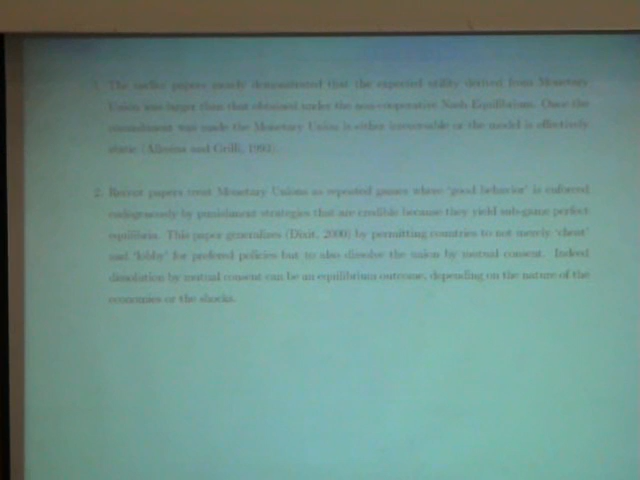 1. The earlier papers merely demonstrated that the expected utility derived from Monetary
Union was larger than that obtained under the non-cooperative Nash Equilibrium. Once the
commitment was made the Monetary Union is either irreversible or the model is effectively
static (Alesina and Grilli, 1993).
2. Recent papers treat Monetary Unions as repeated games where 'good behavior' is enforced
endogenously by punishment strategies that are credible because they yield sub-game perfect
equilibria. This paper generalizes (Dixit, 2000) by permitting countries to not merely 'cheat'
and 'lobby' for prefered policies but to also dissolve the union by mutual consent. Indeed
dissolution by mutual consent can be an equilibrium outcome, depending on the nature of the
economies or the shocks.